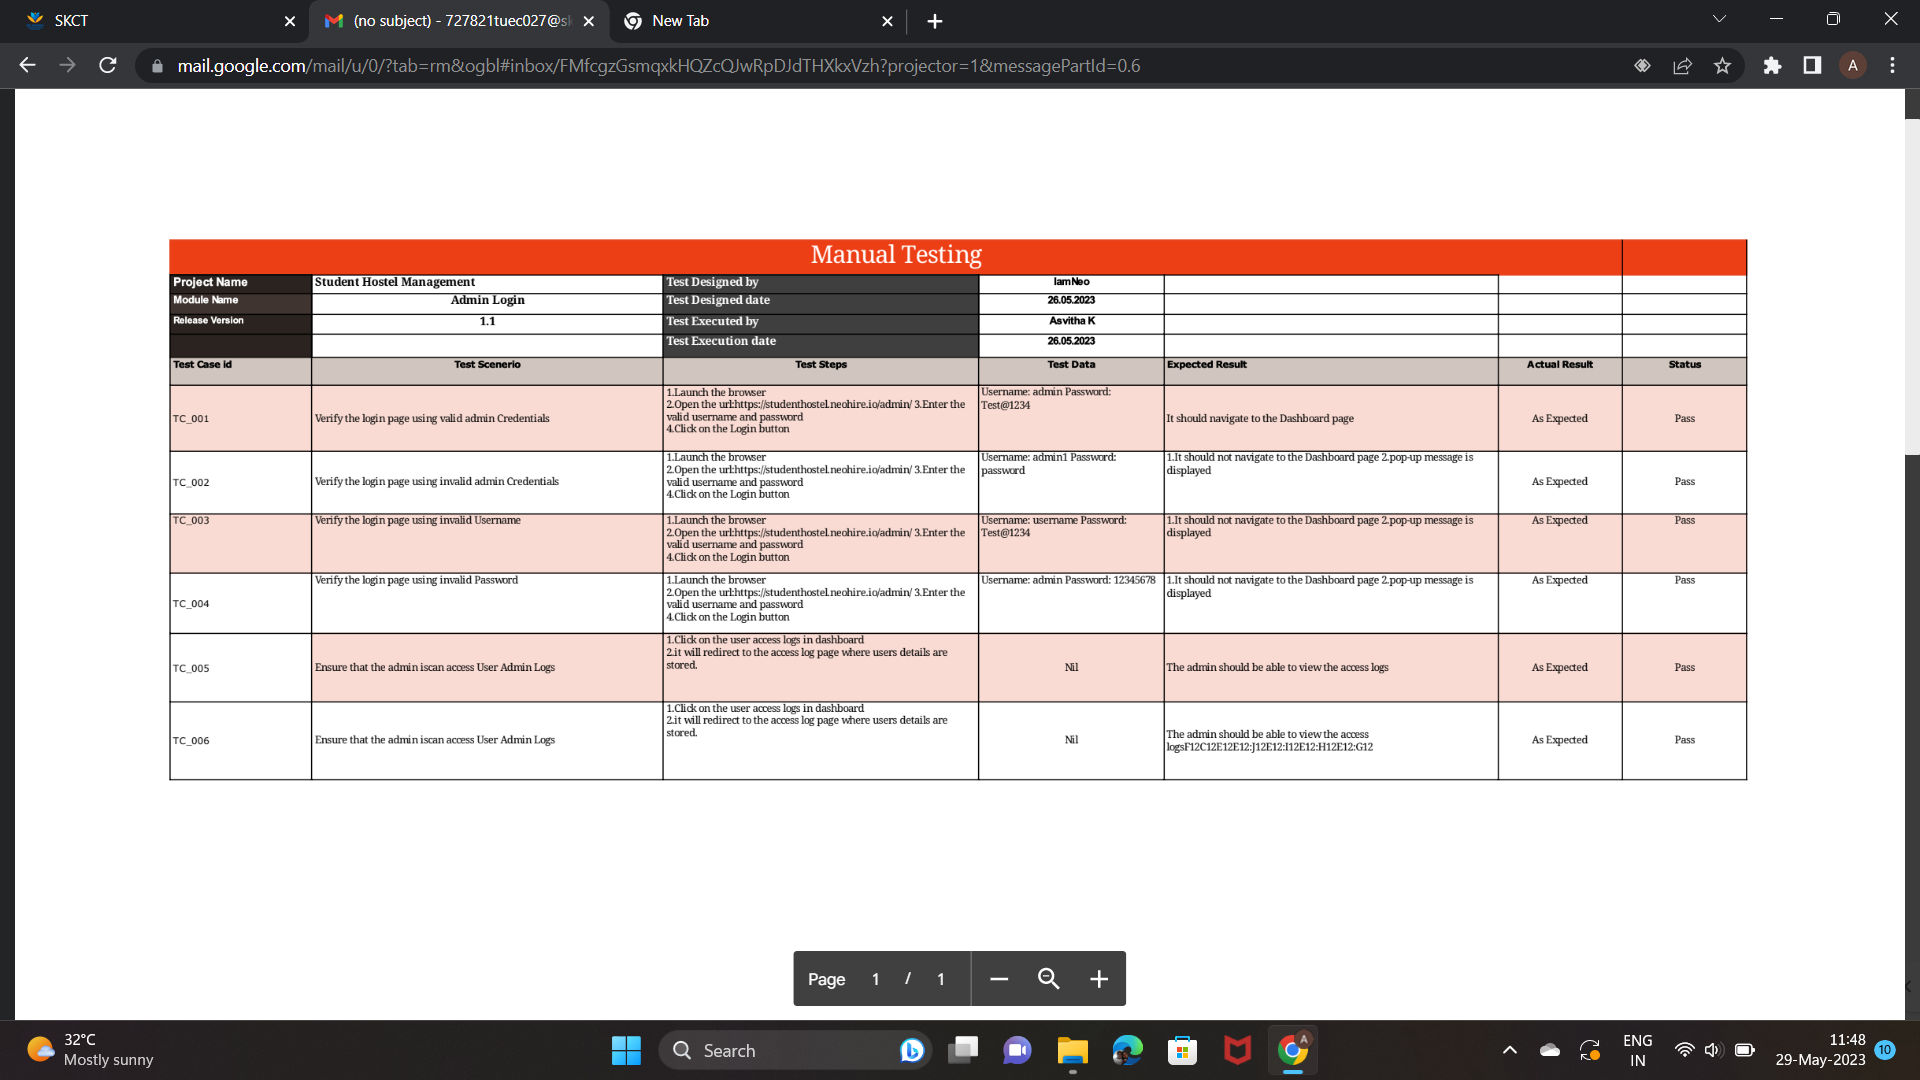 SKCT
(no subject) - 727821tuec027@sk
New Tab
mail.google.com/mail/u/0/?tab=rm&ogbl#inbox/FMfcgzGsmqxkHQZcQJwRpDJdTHXkxVzh?projector=1&messagePartId=0.6
A
Manual Testing
Project Name Student Hostel Management Test Designed by IamNeo
Module Name Admin Login Test Designed date 26.05.2023
Release Version 1.1 Test Executed by Asvitha K
Test Execution date 26.05.2023
Test Case id Test Scenerio Test Steps Test Data Expected Result Actual Result Status
TC_001
Verify the login page using valid admin Credentials
1.Launch the browser
2.Open the url:https://studenthostel.neohire.io/admin/ 3.Enter the
valid username and password
4.Click on the Login button
Username: admin Password:
Test@1234
It should navigate to the Dashboard page
As Expected
Pass
TC_002
Verify the login page using invalid admin Credentials
1.Launch the browser
2.Open the url:https://studenthostel.neohire.io/admin/ 3.Enter the
valid username and password
4.Click on the Login button
Username: admin1 Password:
password
1.It should not navigate to the Dashboard page 2.pop-up message is
displayed
As Expected
Pass
TC_003
Verify the login page using invalid Username
1.Launch the browser
2.Open the url:https://studenthostel.neohire.io/admin/ 3.Enter the
valid username and password
4.Click on the Login button
Username: username Password:
Test@1234
1.It should not navigate to the Dashboard page 2.pop-up message is
displayed
As Expected
Pass
TC_004
Verify the login page using invalid Password
1.Launch the browser
2.Open the url:https://studenthostel.neohire.io/admin/ 3.Enter the
valid username and password
4.Click on the Login button
Username: admin Password: 12345678
1.It should not navigate to the Dashboard page 2.pop-up message is
displayed
As Expected
Pass
TC_005
Ensure that the admin iscan access User Admin Logs
1.Click on the user access logs in dashboard
2.it will redirect to the access log page where users details are
stored.
Nil
The admin should be able to view the access logs
As Expected
Pass
TC_006
Ensure that the admin iscan access User Admin Logs
1.Click on the user access logs in dashboard
2.it will redirect to the access log page where users details are
stored.
Nil
The admin should be able to view the access
logsF12C12E12E12:J12E12:I12E12:H12E12:G12
As Expected
Pass
Page 1 / 1
32°C
Mostly sunny
Search
A
ENG
IN
11:48
29-May-2023
10